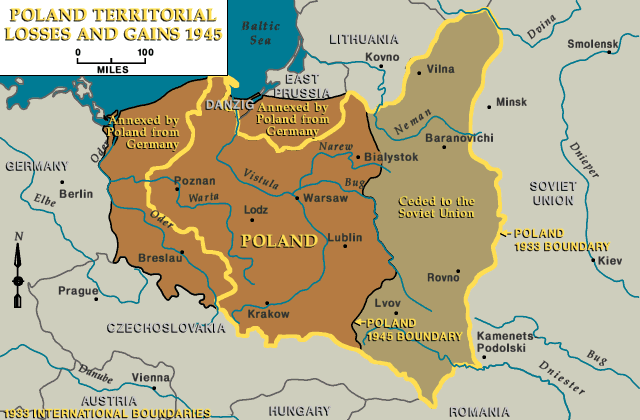 POLAND TERRITORIAL
LOSSES AND GAINS 1945
0 100
MILES
Baltic
Sea
LITHUANIA
Kovno
Vilna
Doina
Smolensk
EAST
PRUSSIA
DANZIG
Annexed by
Poland from
Germany
Annexed by
Poland from
Germany
Minsk
Neman
Baranovichi
Dnieper
Oder
Narew
Bialystok
GERMANY
Berlin
Elbe
Poznan
Warta
Vistula
Bug
Warsaw
Ceded to the
Soviet Union
SOVIET
UNION
Oder
Lodz
POLAND
Lublin
POLAND
1933 BOUNDARY
N
Breslau
Kiev
Rovno
Prague
Krakow
Lvov
CZECHOSLOVAKIA
POLAND
1945 BOUNDARY
Kamenets
Podolski
Bug
Dniester
Danube
Vienna
AUSTRIA
1933 INTERNATIONAL BOUNDARIES
HUNGARY
ROMANIA